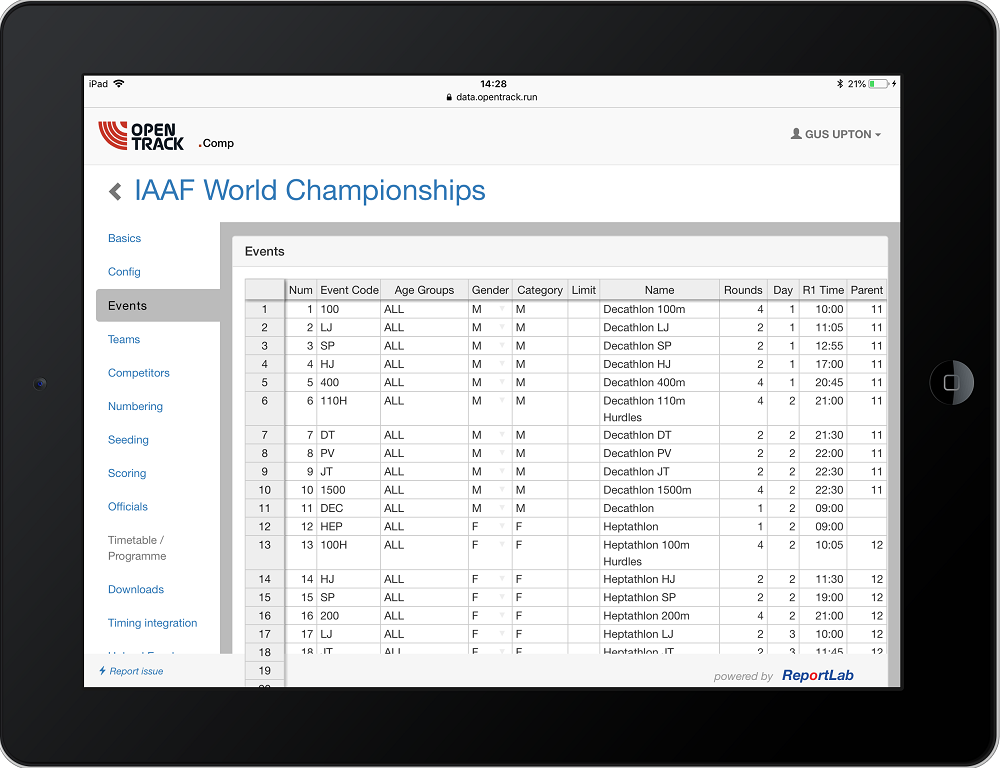 iPad 14:28 21%
data.opentrack.run
OPEN
TRACK .Comp GUS UPTON
IAAF World Championships
Basics
Config
Events
Teams
Competitors
Numbering
Seeding
Scoring
Officials
Timetable /
Programme
Downloads
Timing integration
Report issue
Events
Num Event Code Age Groups Gender Category Limit Name Rounds Day R1 Time Parent
1 1 100 ALL M M Decathlon 100m 4 1 10:00 11
2 2 LJ ALL M M Decathlon LJ 2 1 11:05 11
3 3 SP ALL M M Decathlon SP 2 1 12:55 11
4 4 HJ ALL M M Decathlon HJ 2 1 17:00 11
5 5 400 ALL M M Decathlon 400m 4 1 20:45 11
6 6 110H ALL M M Decathlon 110m 4 2 21:00 11
Hurdles
7 7 DT ALL M M Decathlon DT 2 2 21:30 11
8 8 PV ALL M M Decathlon PV 2 2 22:00 11
9 9 JT ALL M M Decathlon JT 2 2 22:30 11
10 10 1500 ALL M M Decathlon 1500m 4 2 22:30 11
11 11 DEC ALL M M Decathlon 1 2 09:00
12 12 HEP ALL F F Heptathlon 1 2 09:00
13 13 100H ALL F F Heptathlon 100m 4 2 10:05 12
Hurdles
14 14 HJ ALL F F Heptathlon HJ 2 2 11:30 12
15 15 SP ALL F F Heptathlon SP 2 2 19:00 12
16 16 200 ALL F F Heptathlon 200m 4 2 21:00 12
17 17 LJ ALL F F Heptathlon LJ 2 3 10:00 12
18 18 JT ALL F F Heptathlon JT 2 3 11:45 12
19
powered by ReportLab